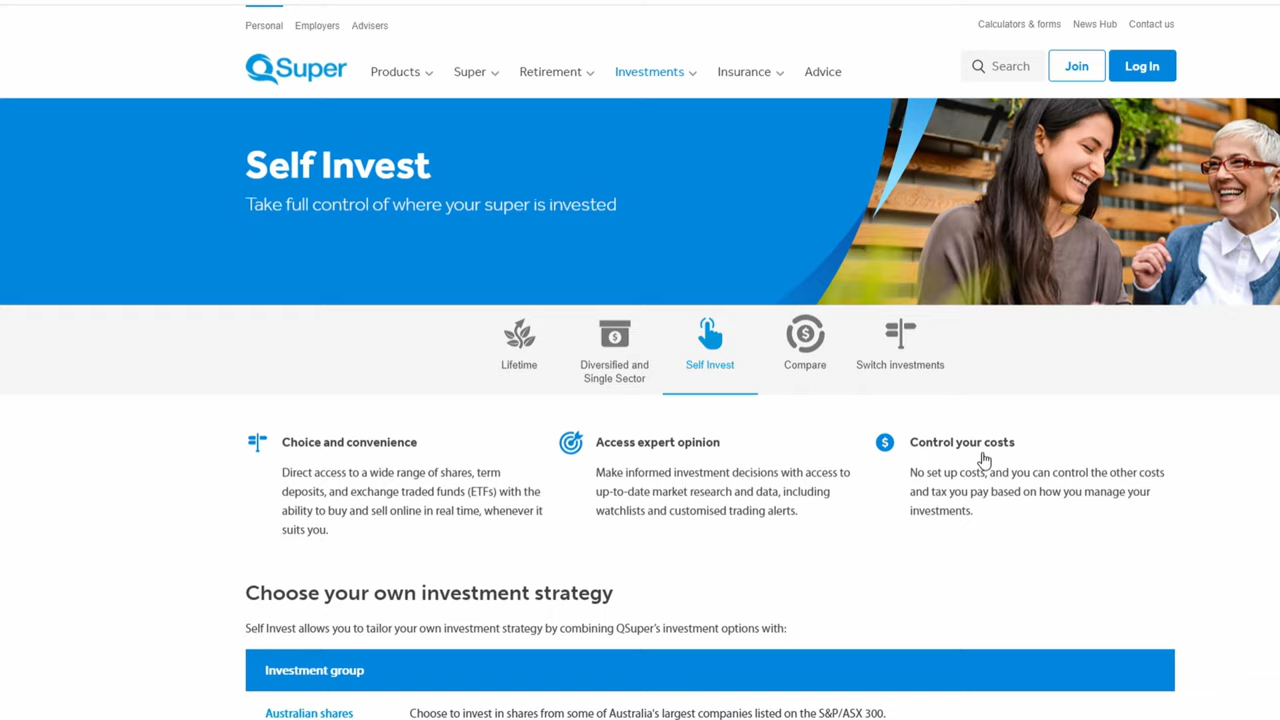 Personal Employers Advisers
Calculators & forms News Hub Contact us
QSuper Products Super Retirement Investments Insurance Advice
Search Join Log In
Self Invest
Take full control of where your super is invested
Lifetime
Diversified and
Single Sector
Self Invest
Compare
Switch investments
Choice and convenience
Direct access to a wide range of shares, term
deposits, and exchange traded funds (ETFs) with the
ability to buy and sell online in real time, whenever it
suits you.
Access expert opinion
Make informed investment decisions with access to
up-to-date market research and data, including
watchlists and customised trading alerts.
Control your costs
No set up costs, and you can control the other costs
and tax you pay based on how you manage your
investments.
Choose your own investment strategy
Self Invest allows you to tailor your own investment strategy by combining QSuper's investment options with:
Investment group
Australian shares Choose to invest in shares from some of Australia's largest companies listed on the S&P/ASX 300.